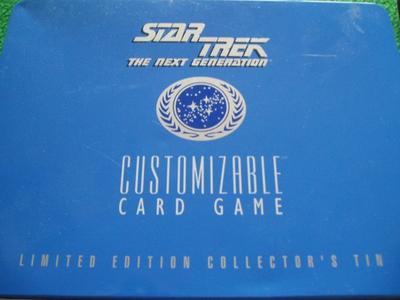 STAR TREK
THE NEXT GENERATION
CUSTOMIZABLE
CARD GAME
LIMITED EDITION COLLECTOR'S TIN